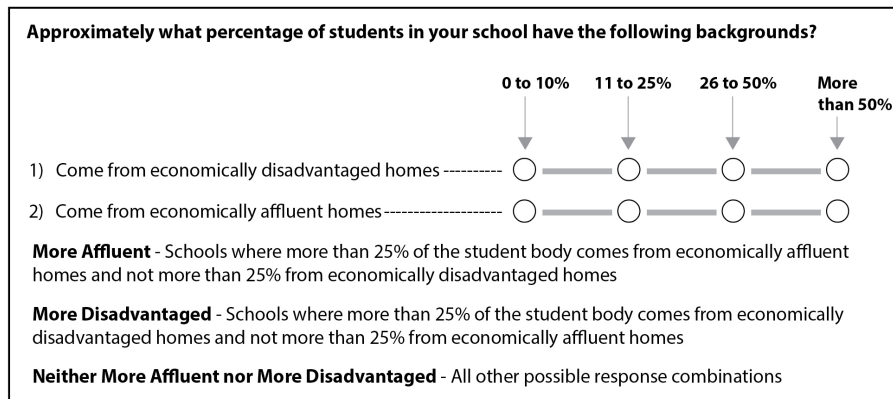 Approximately what percentage of students in your school have the following backgrounds?
0 to 10% 11 to 25% 26 to 50% More than 50%
1) Come from economically disadvantaged homes
2) Come from economically affluent homes
More Affluent - Schools where more than 25% of the student body comes from economically affluent
homes and not more than 25% from economically disadvantaged homes
More Disadvantaged - Schools where more than 25% of the student body comes from economically
disadvantaged homes and not more than 25% from economically affluent homes
Neither More Affluent nor More Disadvantaged - All other possible response combinations